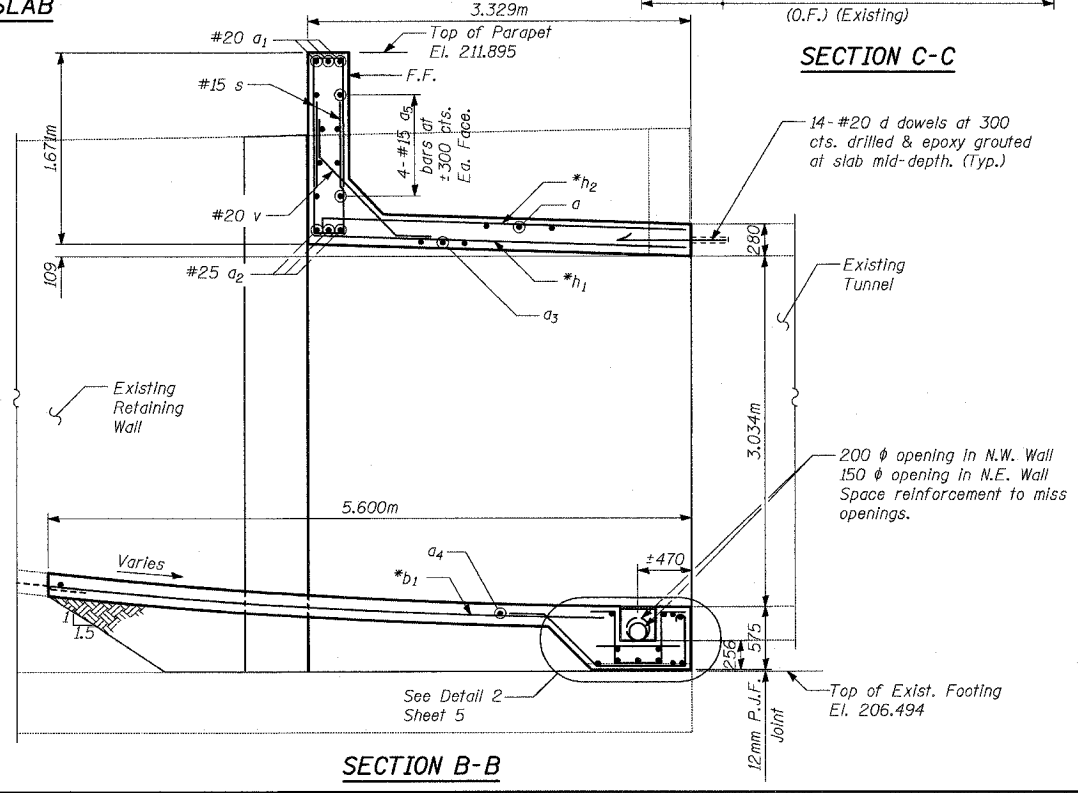 SLAB
3.329m
(O.F.) (Existing)
SECTION C-C
#20 a1
Top of Parapet
El. 211.895
F.F.
#15 s
1.671m
4-#15 a5
bars at
±300 cts.
Ea. Face.
14-#20 d dowels at 300
cts. drilled & epoxy grouted
at slab mid-depth. (Typ.)
*h2
a
#20 v
280
109
#25 a2
*h1
a3
Existing
Tunnel
Existing
Retaining
Wall
3.034m
200 ϕ opening in N.W. Wall
150 ϕ opening in N.E. Wall
Space reinforcement to miss
openings.
5.600m
Varies
a4
*b1
±470
1
1.5
256
575
See Detail 2
Sheet 5
12mm P.J.F.
Joint
Top of Exist. Footing
El. 206.494
SECTION B-B